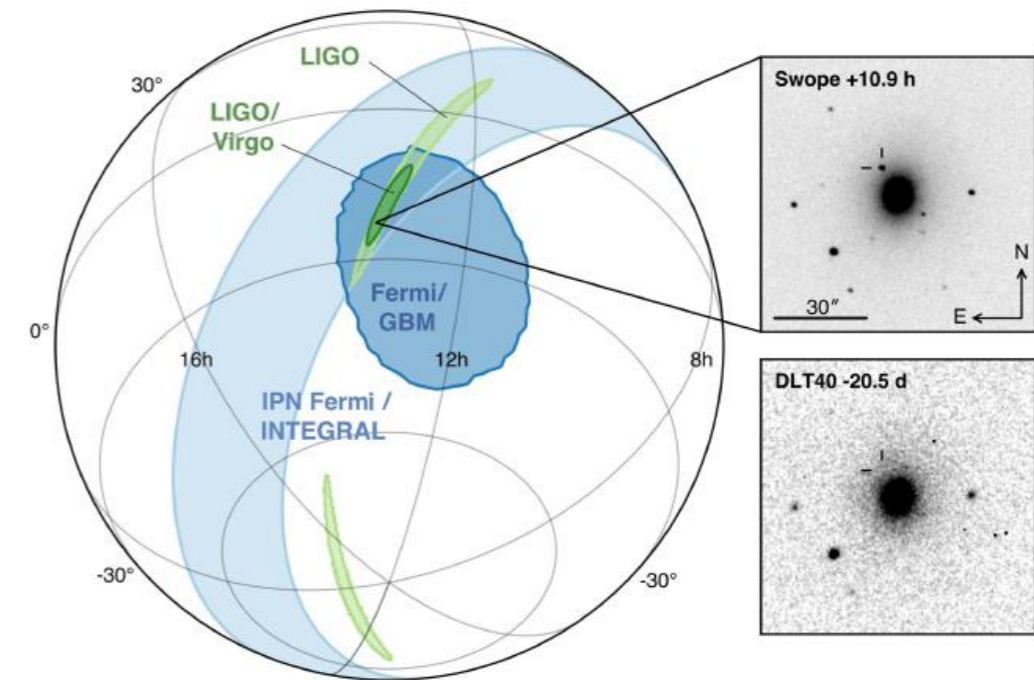 LIGO
30°
LIGO/
Virgo
Swope +10.9 h
N
Fermi/
GBM
30″
E
0°
16h
12h
8h
DLT40 -20.5 d
IPN Fermi /
INTEGRAL
-30°
-30°